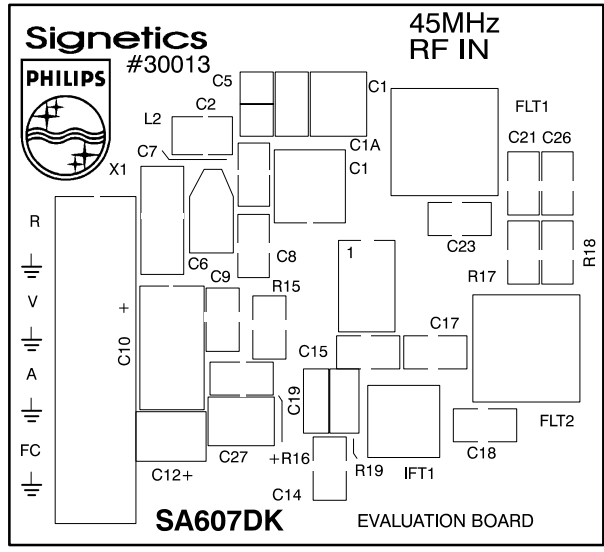 Signetics
#30013
45MHz
RF IN
PHILIPS
C5
C1
FLT1
L2
C2
C21 C26
C7
C1A
X1
C1
R
C23
C6
C8
R17
R18
1
C9
R15
V
+
C10
C15
C17
A
C19
FLT2
FC
C12+
C27
+R16
R19
IFT1
C18
C14
SA607DK
EVALUATION BOARD